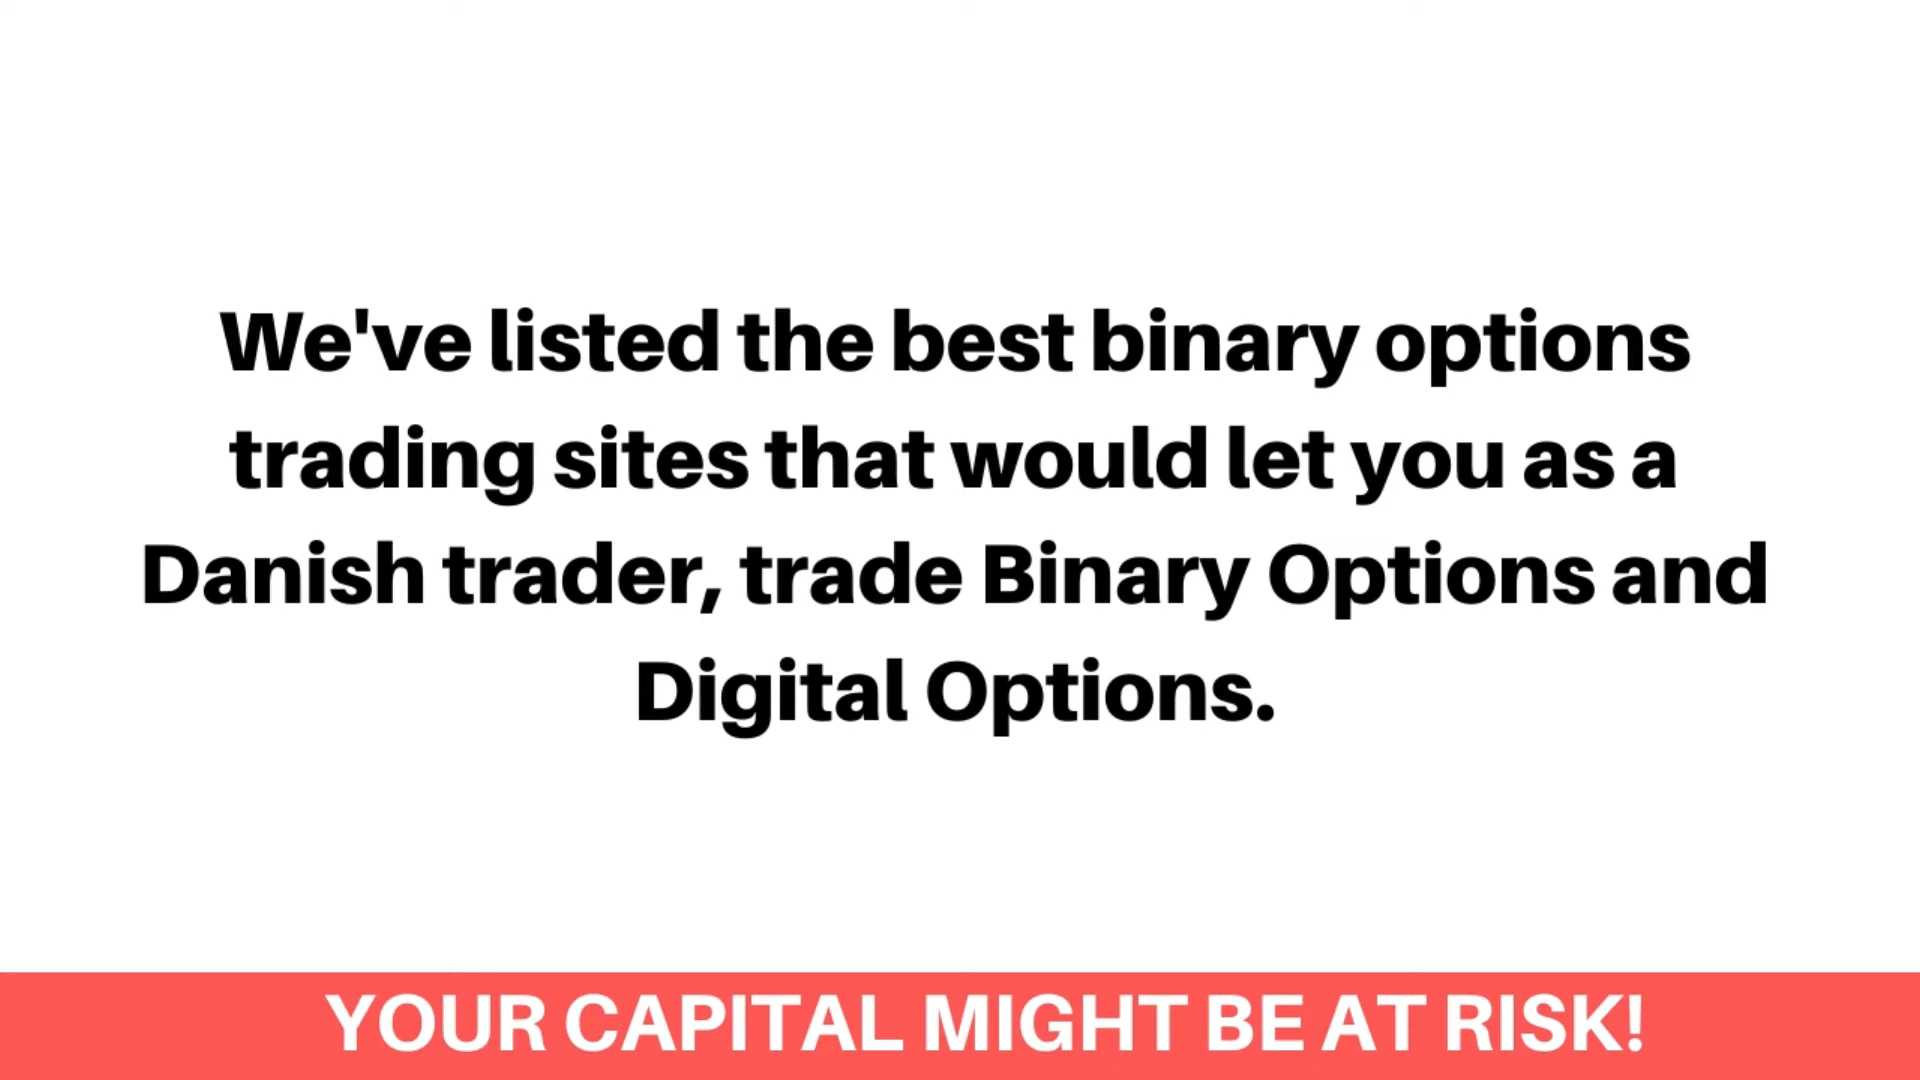 We've listed the best binary options
trading sites that would let you as a
Danish trader, trade Binary Options and
Digital Options.
YOUR CAPITAL MIGHT BE AT RISK!